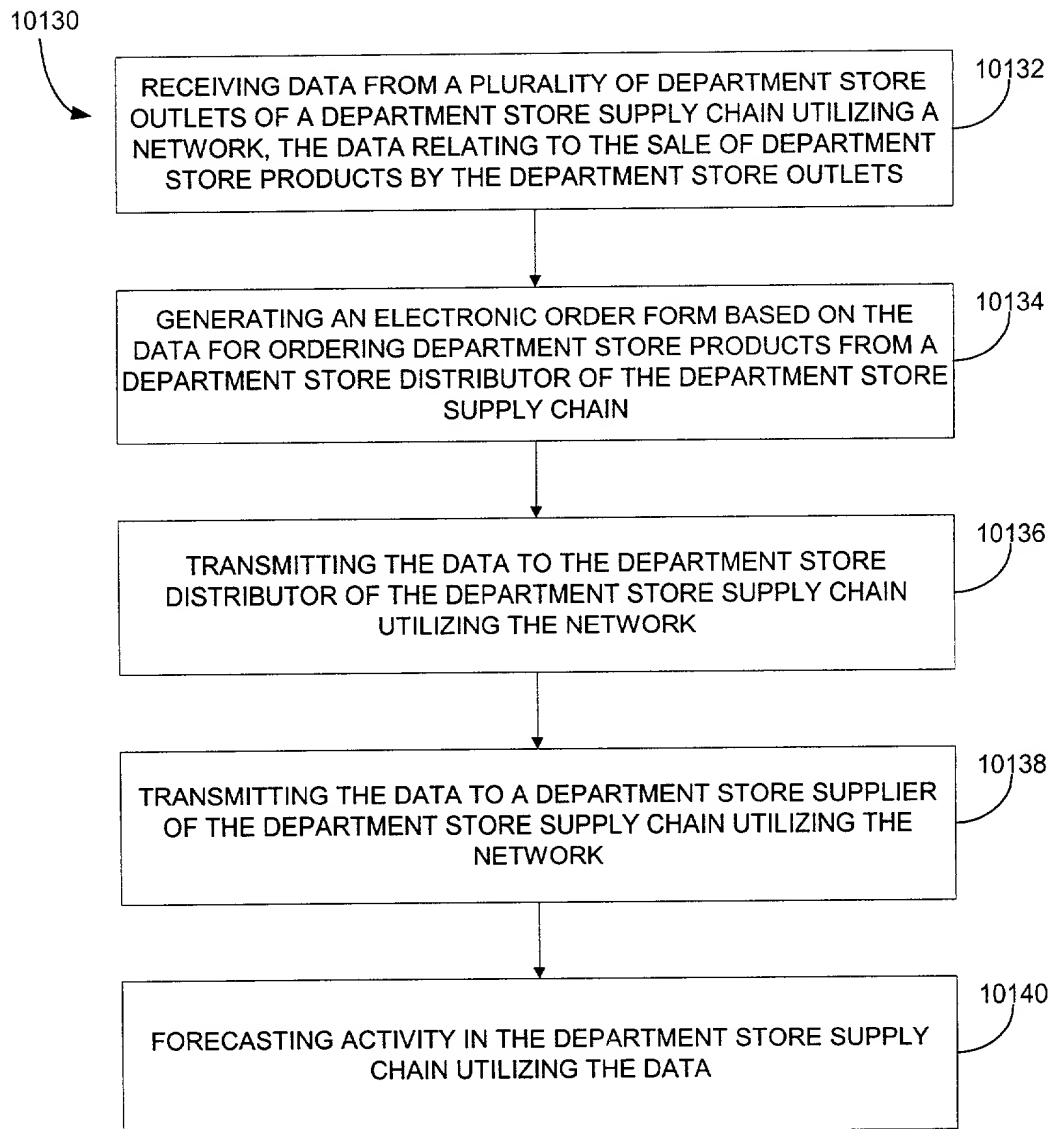 10130
RECEIVING DATA FROM A PLURALITY OF DEPARTMENT STORE
OUTLETS OF A DEPARTMENT STORE SUPPLY CHAIN UTILIZING A
NETWORK, THE DATA RELATING TO THE SALE OF DEPARTMENT
STORE PRODUCTS BY THE DEPARTMENT STORE OUTLETS
10132
GENERATING AN ELECTRONIC ORDER FORM BASED ON THE
DATA FOR ORDERING DEPARTMENT STORE PRODUCTS FROM A
DEPARTMENT STORE DISTRIBUTOR OF THE DEPARTMENT STORE
SUPPLY CHAIN
10134
TRANSMITTING THE DATA TO THE DEPARTMENT STORE
DISTRIBUTOR OF THE DEPARTMENT STORE SUPPLY CHAIN
UTILIZING THE NETWORK
10136
TRANSMITTING THE DATA TO A DEPARTMENT STORE SUPPLIER
OF THE DEPARTMENT STORE SUPPLY CHAIN UTILIZING THE
NETWORK
10138
FORECASTING ACTIVITY IN THE DEPARTMENT STORE SUPPLY
CHAIN UTILIZING THE DATA
10140